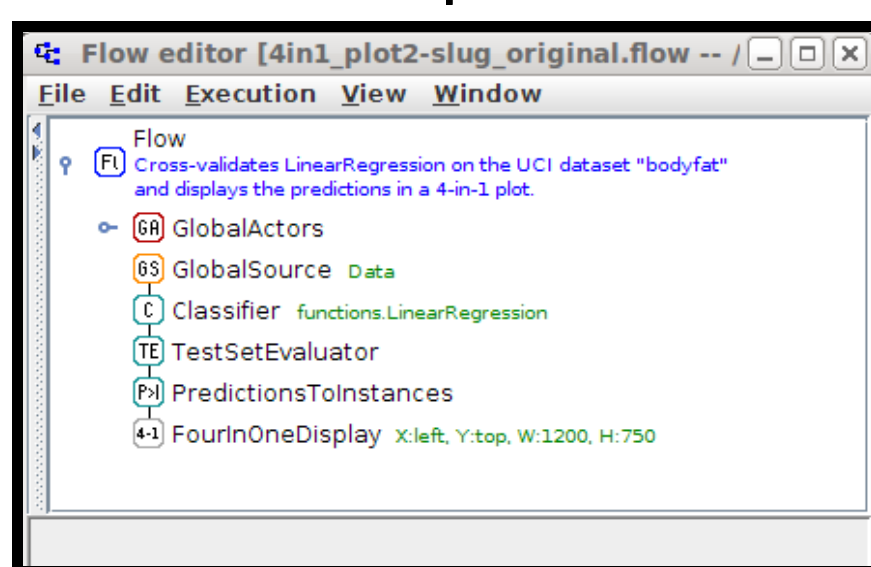 Flow editor [4in1_plot2-slug_original.flow -- /
File Edit Execution View Window
Flow
Fl Cross-validates LinearRegression on the UCI dataset "bodyfat"
and displays the predictions in a 4-in-1 plot.
GA GlobalActors
GS GlobalSource Data
C Classifier functions.LinearRegression
TE TestSetEvaluator
P>I PredictionsToInstances
4-1 FourInOneDisplay X:left, Y:top, W:1200, H:750